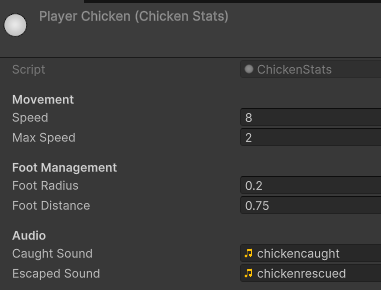 Player Chicken (Chicken Stats)
Script ChickenStats
Movement
Speed 8
Max Speed 2
Foot Management
Foot Radius 0.2
Foot Distance 0.75
Audio
Caught Sound chickencaught
Escaped Sound chickenrescued